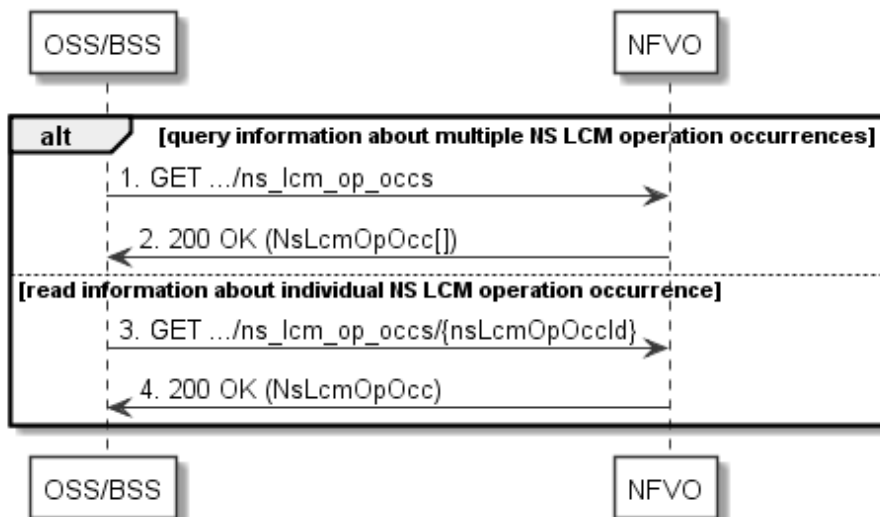 OSS/BSS
NFVO
alt
[query information about multiple NS LCM operation occurrences]
1. GET .../ns_lcm_op_occs
2. 200 OK (NsLcmOpOcc[])
[read information about individual NS LCM operation occurrence]
3. GET .../ns_lcm_op_occs/{nsLcmOpOccId}
4. 200 OK (NsLcmOpOcc)
OSS/BSS
NFVO